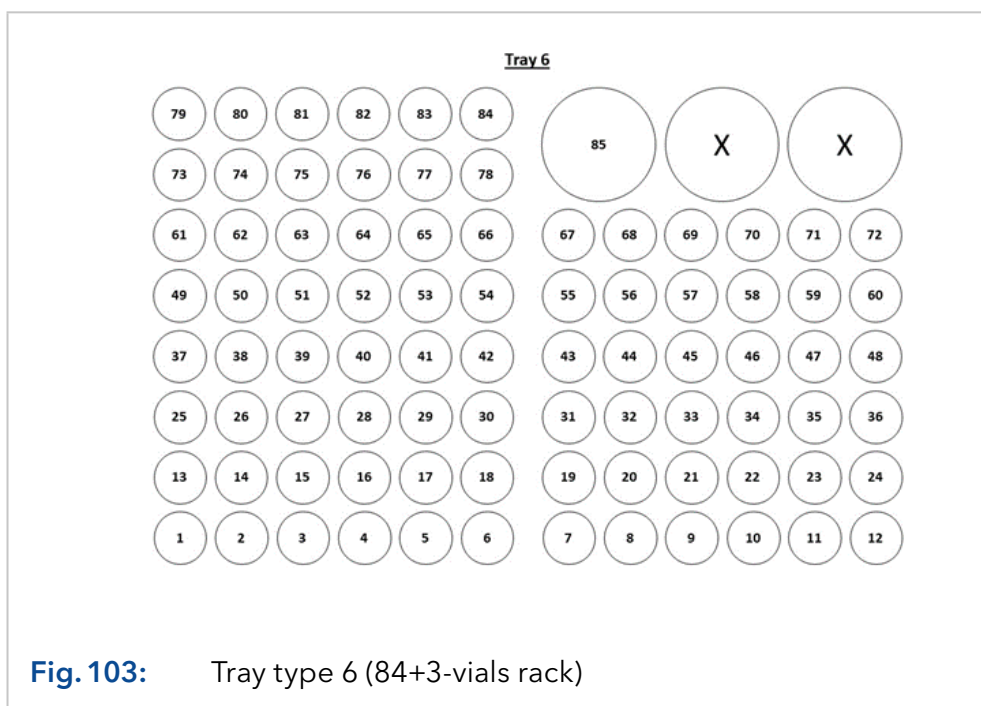 Tray 6
79 80 81 82 83 84
85 X X
73 74 75 76 77 78
61 62 63 64 65 66 67 68 69 70 71 72
49 50 51 52 53 54 55 56 57 58 59 60
37 38 39 40 41 42 43 44 45 46 47 48
25 26 27 28 29 30 31 32 33 34 35 36
13 14 15 16 17 18 19 20 21 22 23 24
1 2 3 4 5 6 7 8 9 10 11 12
Fig. 103: Tray type 6 (84+3-vials rack)